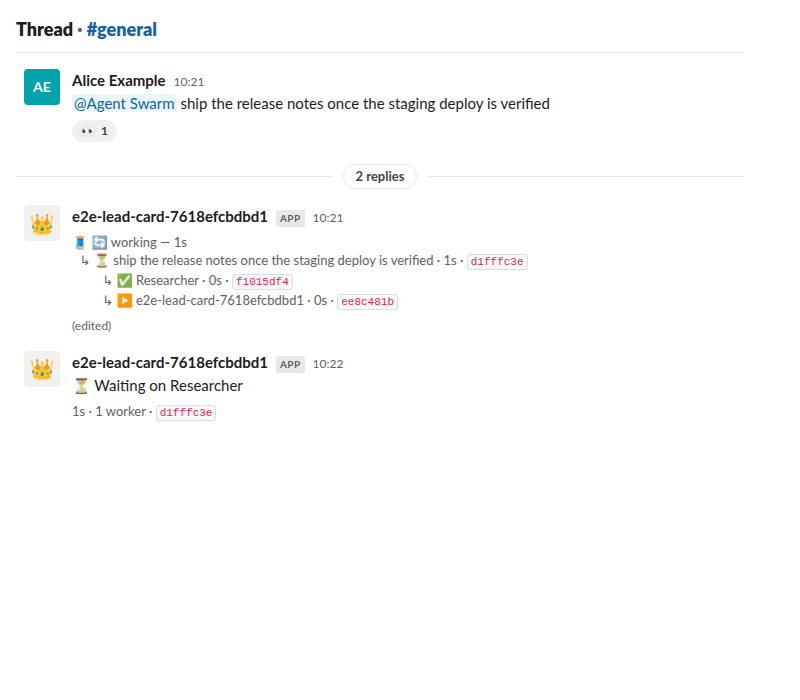 Thread • #general
AE
Alice Example 10:21
@Agent Swarm ship the release notes once the staging deploy is verified
👀 1
2 replies
e2e-lead-card-7618efcbdbd1 APP 10:21
🧵 🔄 working — 1s
↳ ⏳ ship the release notes once the staging deploy is verified · 1s · d1fffc3e
↳ ✅ Researcher · 0s · f1015df4
↳ ▶️ e2e-lead-card-7618efcbdbd1 · 0s · ee8c481b
(edited)
e2e-lead-card-7618efcbdbd1 APP 10:22
⏳ Waiting on Researcher
1s · 1 worker · d1fffc3e